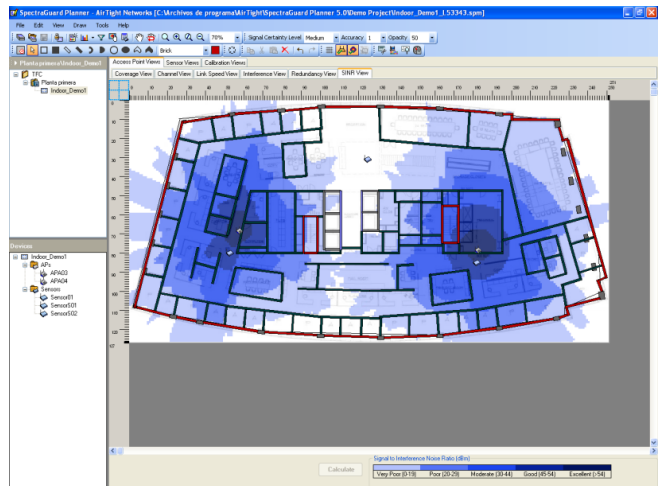 SpectraGuard Planner - AirTight Networks [C:\Archivos de programa\AirTight\SpectraGuard Planner 5.0\Demo Project\Indoor_Demo1_I.53343.spm]
File Edit View Draw Tools Help
70% Signal Certainty Level Medium Accuracy 1 Opacity 50
Brick
Planta primera\Indoor_Demo1
Access Point Views Sensor Views Calibration Views
TFC
Coverage View Channel View Link Speed View Interference View Redundancy View SINR View
Planta primera
Indoor_Demo1
Devices
Indoor_Demo1
APs
APA03
APA04
Sensors
Sensor01
SensorS01
SensorS02
Signal to Interference Noise Ratio (dBm)
Calculate
Very Poor (0-19) Poor (20-29) Moderate (30-44) Good (45-54) Excellent (>54)